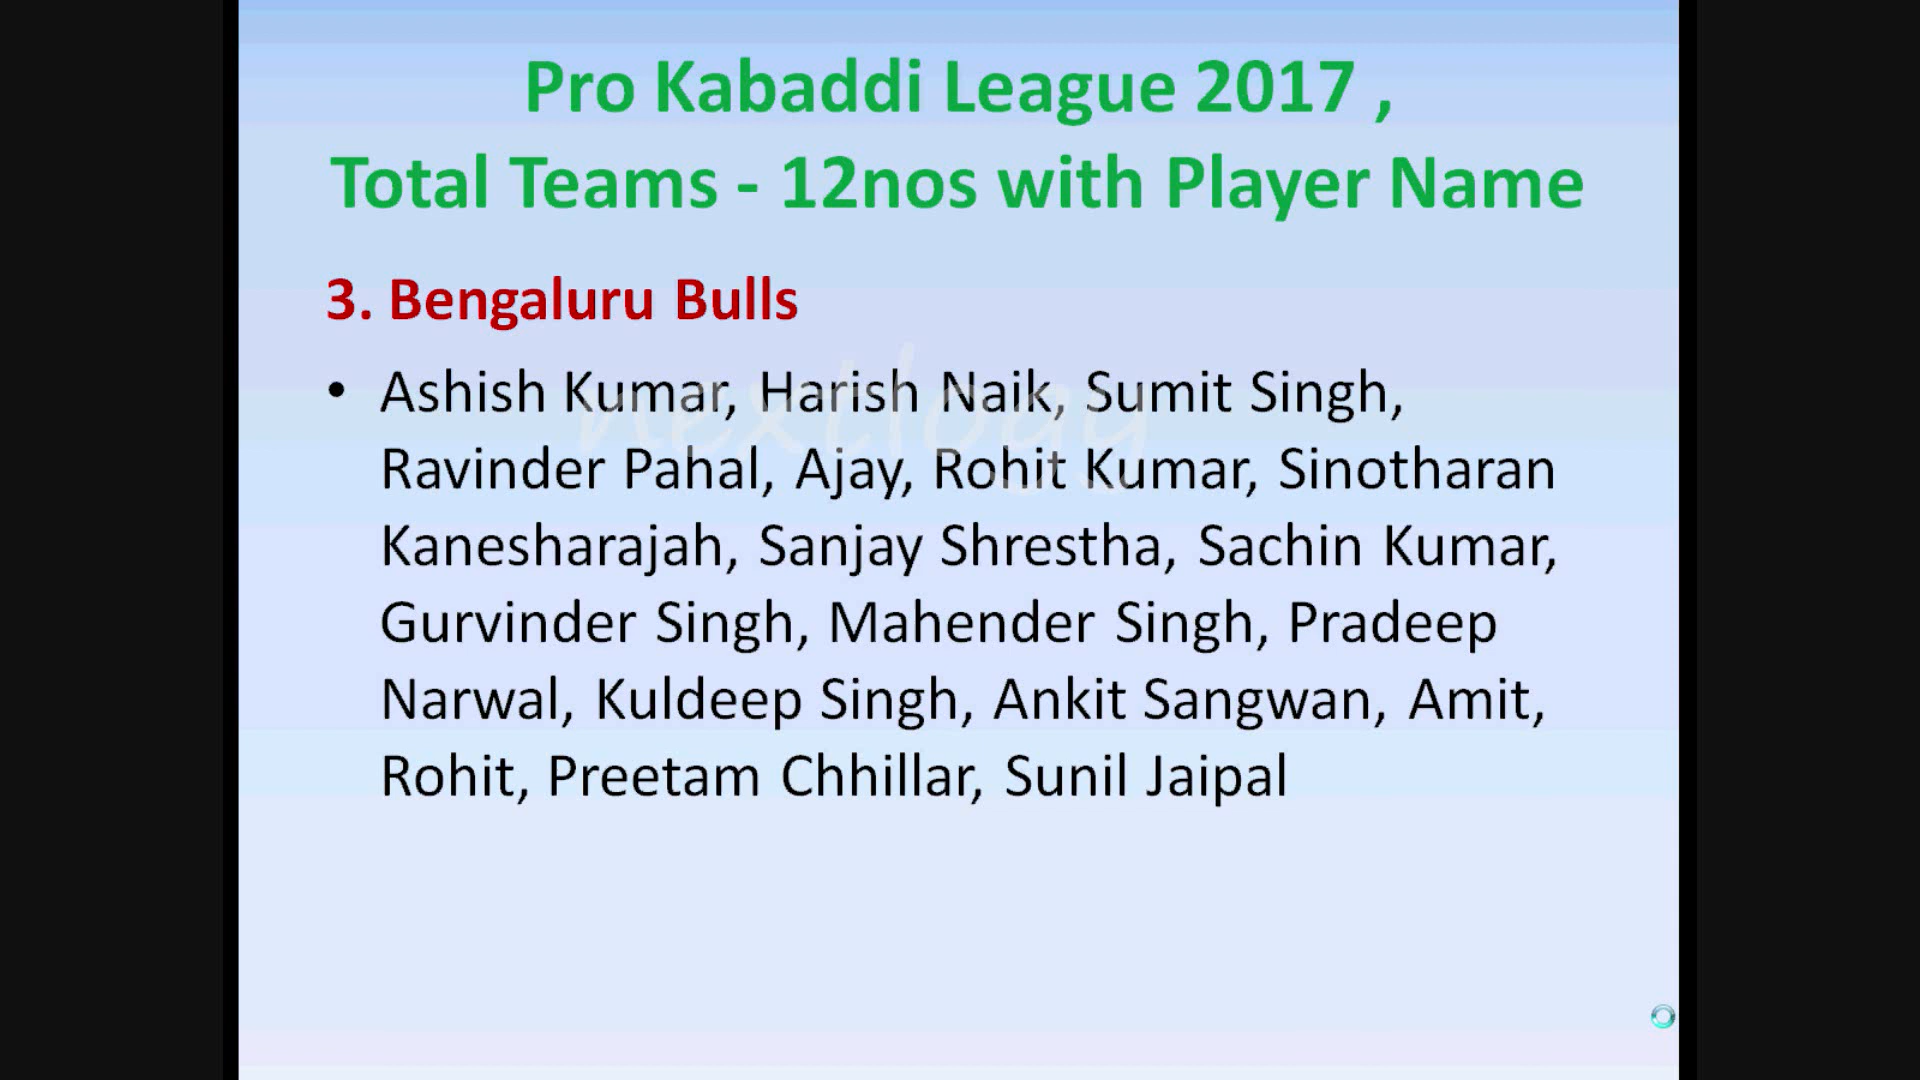 Pro Kabaddi League 2017 ,
Total Teams - 12nos with Player Name
3. Bengaluru Bulls
• Ashish Kumar, Harish Naik, Sumit Singh,
Ravinder Pahal, Ajay, Rohit Kumar, Sinotharan
Kanesharajah, Sanjay Shrestha, Sachin Kumar,
Gurvinder Singh, Mahender Singh, Pradeep
Narwal, Kuldeep Singh, Ankit Sangwan, Amit,
Rohit, Preetam Chhillar, Sunil Jaipal
nextlogy